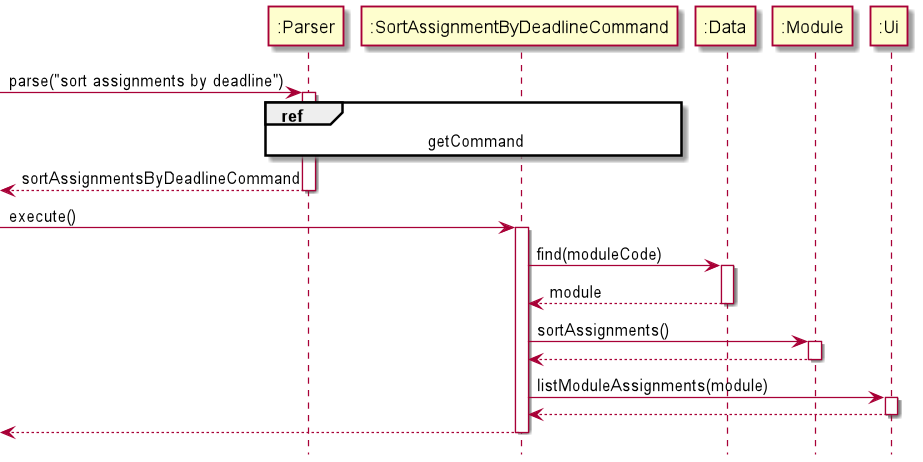 :Parser
:SortAssignmentByDeadlineCommand
:Data
:Module
:Ui
parse("sort assignments by deadline")
ref
getCommand
sortAssignmentsByDeadlineCommand
execute()
find(moduleCode)
module
sortAssignments()
listModuleAssignments(module)